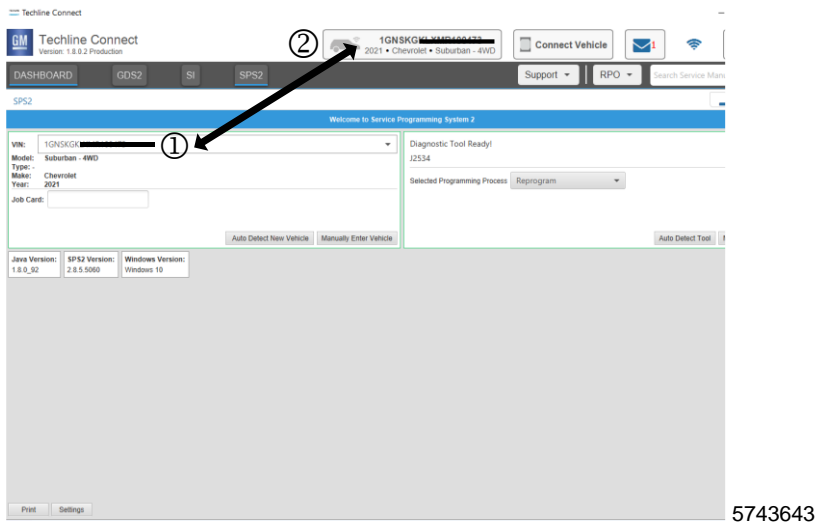 Techline Connect
GM
Techline Connect
Version: 1.8.0.2 Production
②
1GNSKG
2021 • Chevrolet • Suburban - 4WD
Connect Vehicle
1
DASHBOARD GDS2 SI SPS2
Support
RPO
Search Service Man
SPS2
Welcome to Service Programming System 2
VIN: 1GNSKGK
①
Model: Suburban - 4WD
Type: -
Make: Chevrolet
Year: 2021
Job Card:
Auto Detect New Vehicle Manually Enter Vehicle
Diagnostic Tool Ready!
J2534
Selected Programming Process Reprogram
Auto Detect Tool
Java Version: SPS2 Version: Windows Version:
1.8.0_92 2.8.5.5060 Windows 10
Print Settings
5743643